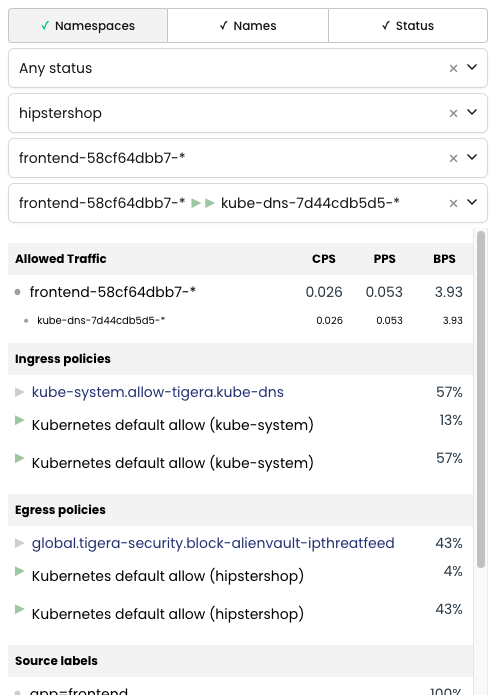 ✓ Namespaces ✓ Names ✓ Status
Any status
hipstershop
frontend-58cf64dbb7-*
frontend-58cf64dbb7-* ▶▶ kube-dns-7d44cdb5d5-*
Allowed Traffic CPS PPS BPS
frontend-58cf64dbb7-* 0.026 0.053 3.93
kube-dns-7d44cdb5d5-* 0.026 0.053 3.93
Ingress policies
kube-system.allow-tigera.kube-dns 57%
Kubernetes default allow (kube-system) 13%
Kubernetes default allow (kube-system) 57%
Egress policies
global.tigera-security.block-alienvault-ipthreatfeed 43%
Kubernetes default allow (hipstershop) 4%
Kubernetes default allow (hipstershop) 43%
Source labels
app=frontend 100%